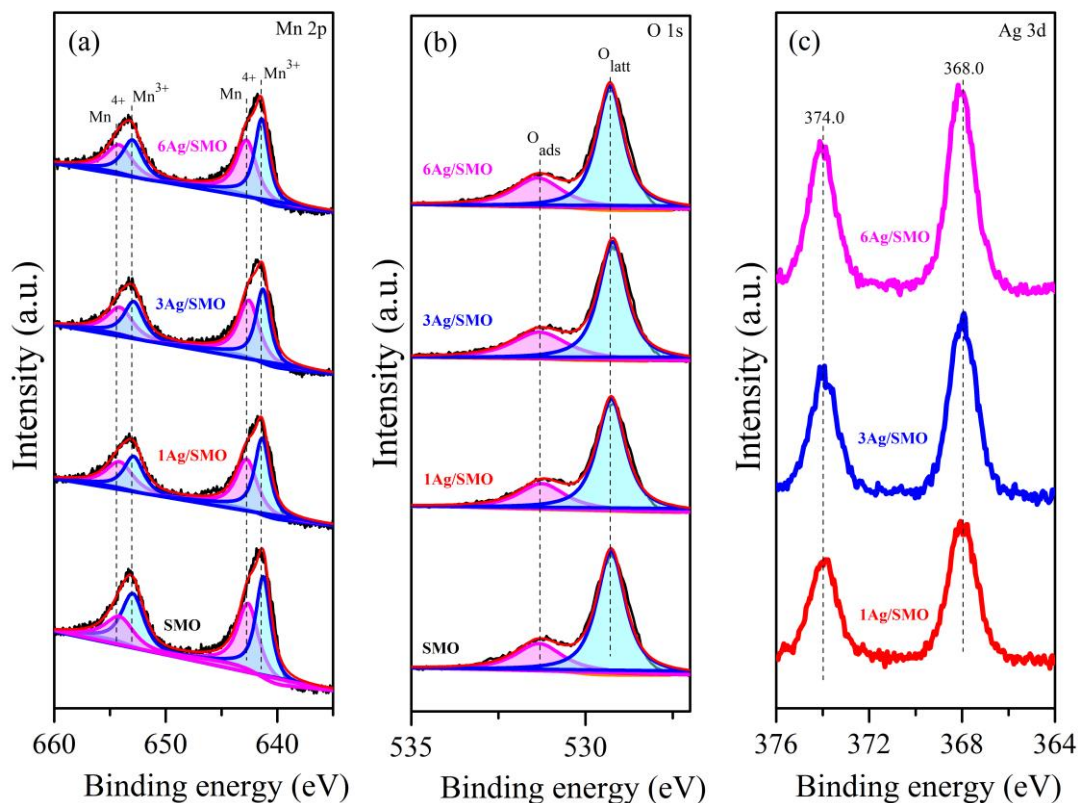 (a)
Mn 2p
Mn4+
Mn3+
Mn4+
Mn3+
6Ag/SMO
3Ag/SMO
1Ag/SMO
SMO
Intensity (a.u.)
660
650
640
Binding energy (eV)
(b)
O 1s
Olatt
Oads
6Ag/SMO
3Ag/SMO
1Ag/SMO
SMO
Intensity (a.u.)
535
530
Binding energy (eV)
(c)
Ag 3d
368.0
374.0
6Ag/SMO
3Ag/SMO
1Ag/SMO
Intensity (a.u.)
376
372
368
364
Binding energy (eV)